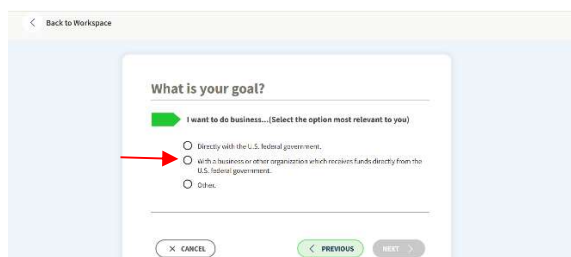 Back to Workspace
What is your goal?
I want to do business...(Select the option most relevant to you)
Directly with the U.S. federal government.
With a business or other organization which receives funds directly from the
U.S. federal government.
Other.
CANCEL
PREVIOUS
NEXT